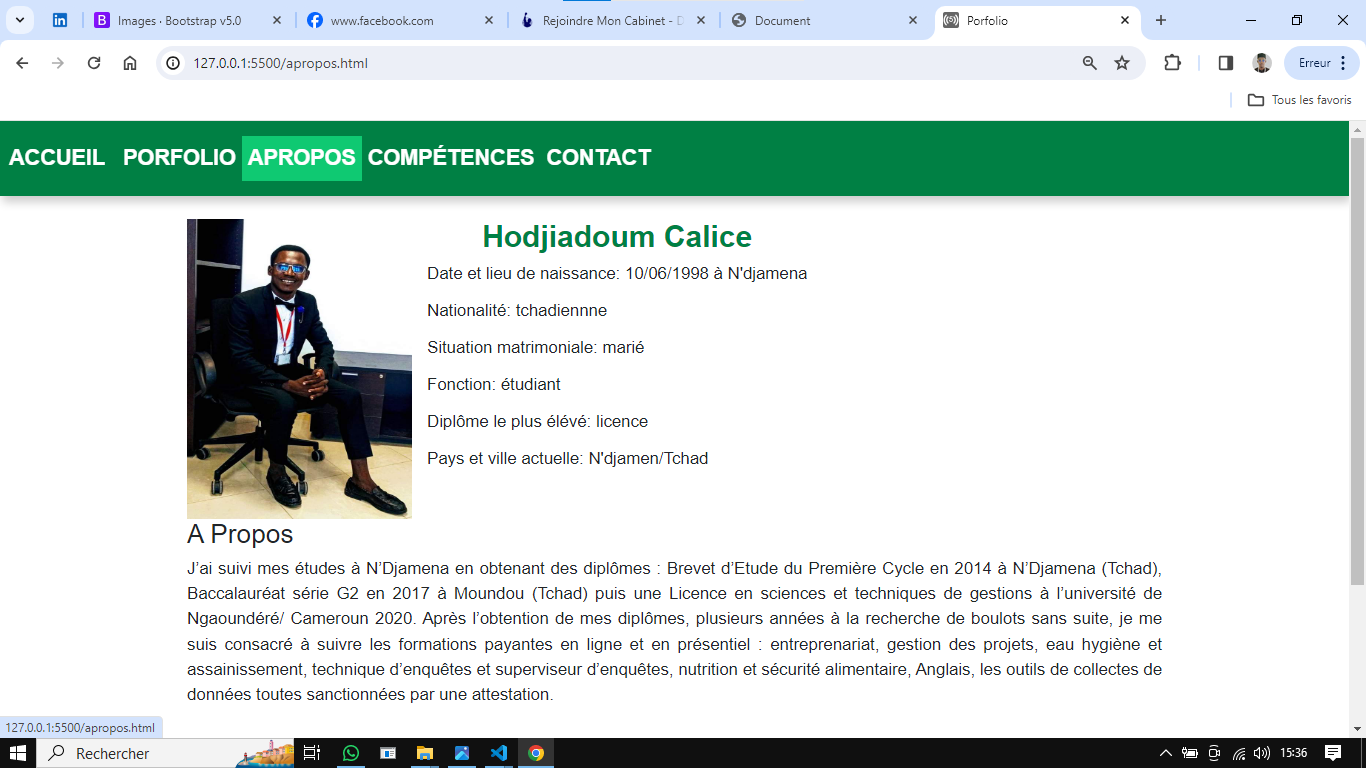 Images · Bootstrap v5.0
www.facebook.com
Rejoindre Mon Cabinet - D
Document
Porfolio
127.0.0.1:5500/apropos.html
Erreur
Tous les favoris
ACCUEIL PORFOLIO APROPOS COMPÉTENCES CONTACT
Hodjiadoum Calice
Date et lieu de naissance: 10/06/1998 à N'djamena
Nationalité: tchadiennne
Situation matrimoniale: marié
Fonction: étudiant
Diplôme le plus élévé: licence
Pays et ville actuelle: N'djamen/Tchad
A Propos
J’ai suivi mes études à N’Djamena en obtenant des diplômes : Brevet d’Etude du Première Cycle en 2014 à N’Djamena (Tchad),
Baccalauréat série G2 en 2017 à Moundou (Tchad) puis une Licence en sciences et techniques de gestions à l’université de
Ngaoundéré/ Cameroun 2020. Après l’obtention de mes diplômes, plusieurs années à la recherche de boulots sans suite, je me
suis consacré à suivre les formations payantes en ligne et en présentiel : entreprenariat, gestion des projets, eau hygiène et
assainissement, technique d’enquêtes et superviseur d’enquêtes, nutrition et sécurité alimentaire, Anglais, les outils de collectes de
données toutes sanctionnées par une attestation.
127.0.0.1:5500/apropos.html
Rechercher
15:36